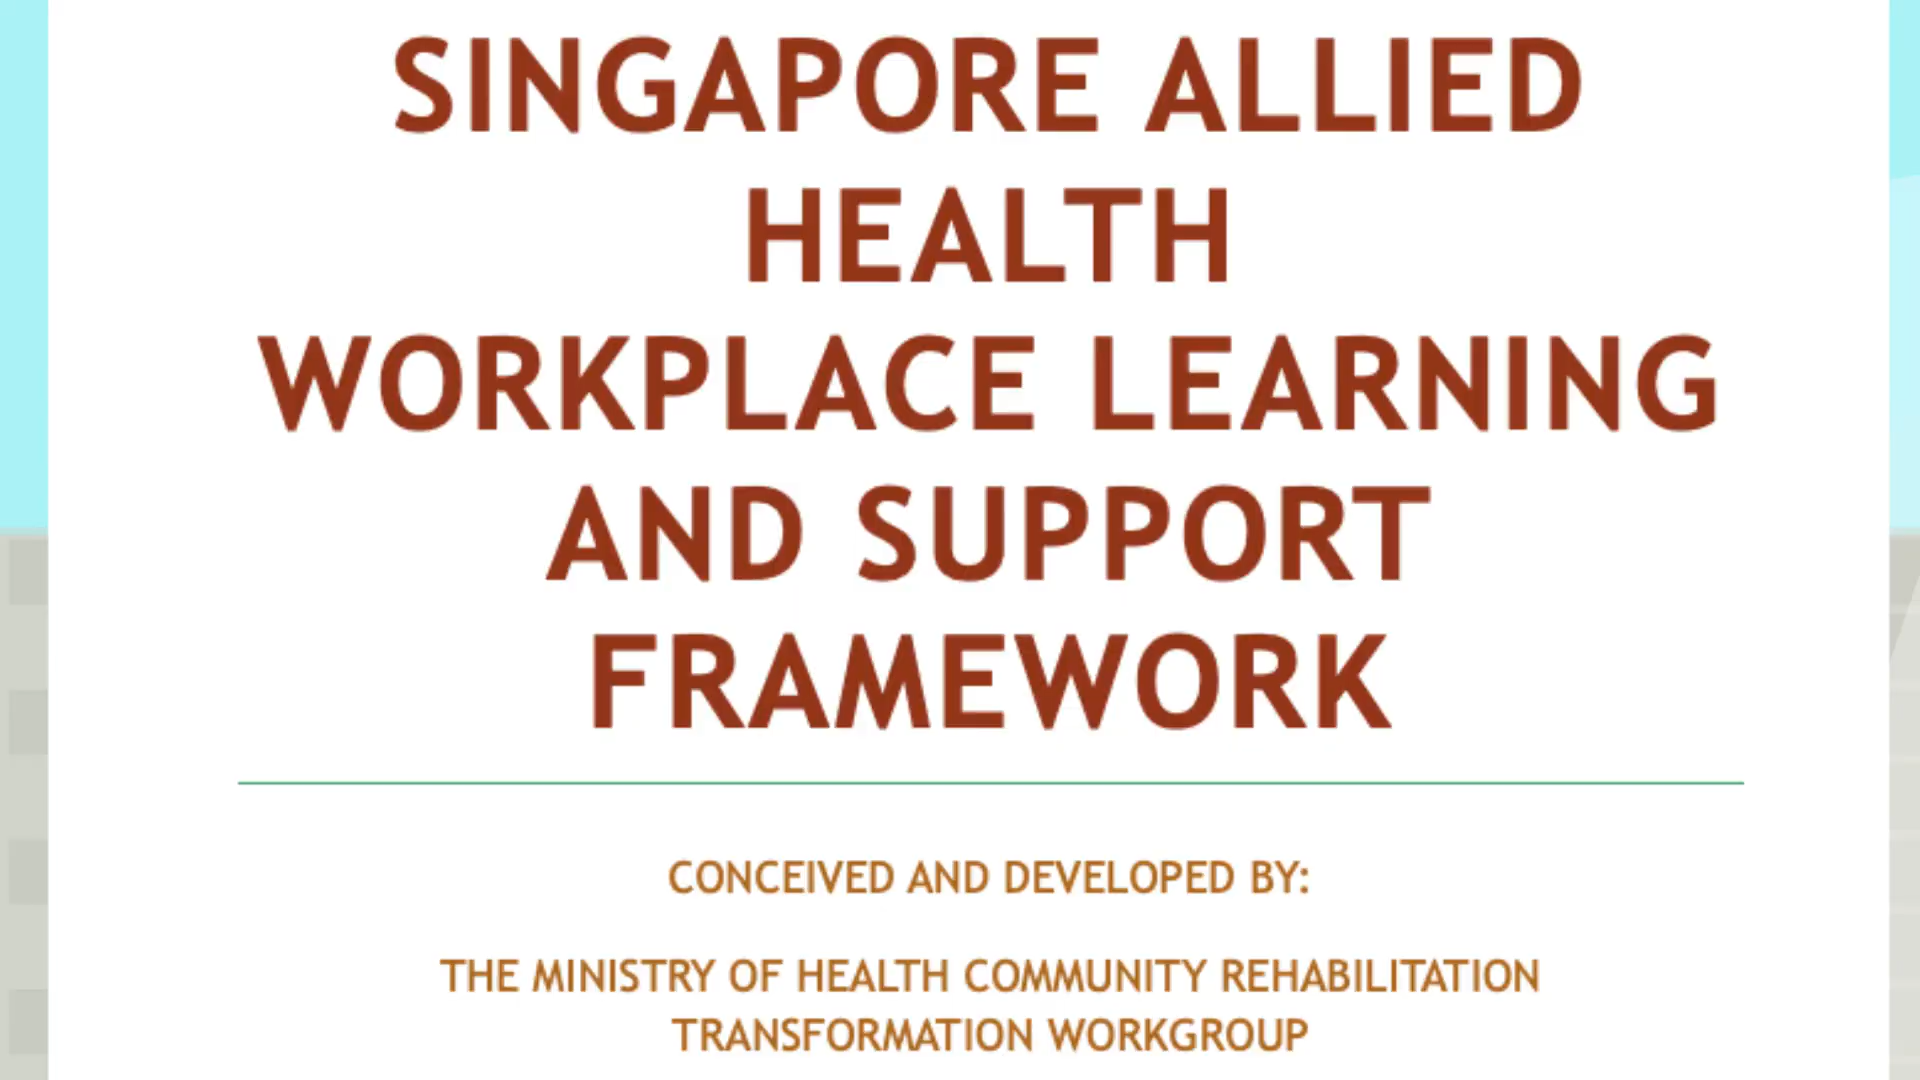 SINGAPORE ALLIED
HEALTH
WORKPLACE LEARNING
AND SUPPORT
FRAMEWORK
CONCEIVED AND DEVELOPED BY:
THE MINISTRY OF HEALTH COMMUNITY REHABILITATION
TRANSFORMATION WORKGROUP